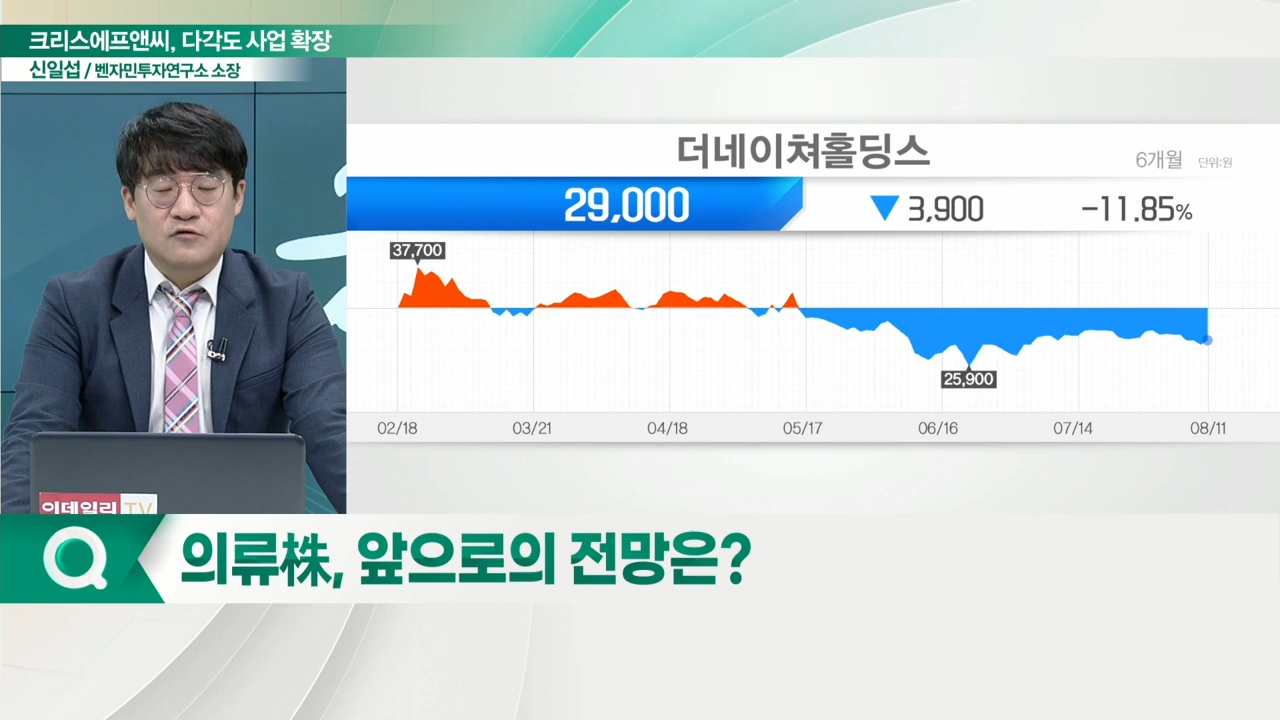 크리스에프앤씨, 다각도 사업 확장
신일섭 / 벤자민투자연구소 소장
더네이쳐홀딩스
6개월 단위:원
29,000 ▼ 3,900 -11.85%
37,700
25,900
02/18 03/21 04/18 05/17 06/16 07/14 08/11
이데일리 TV
Q 의류株, 앞으로의 전망은?